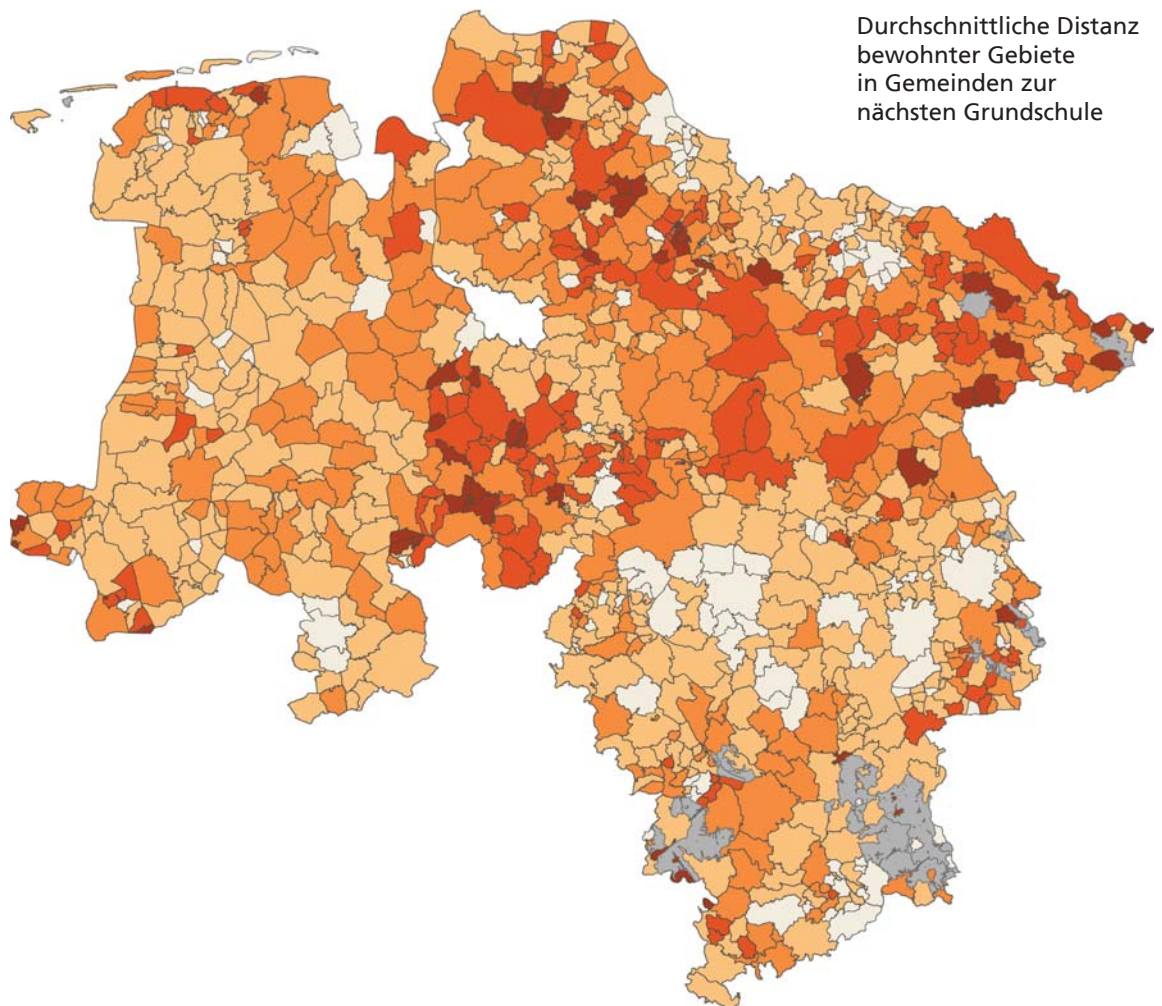 Durchschnittliche Distanz
bewohnter Gebiete
in Gemeinden zur
nächsten Grundschule